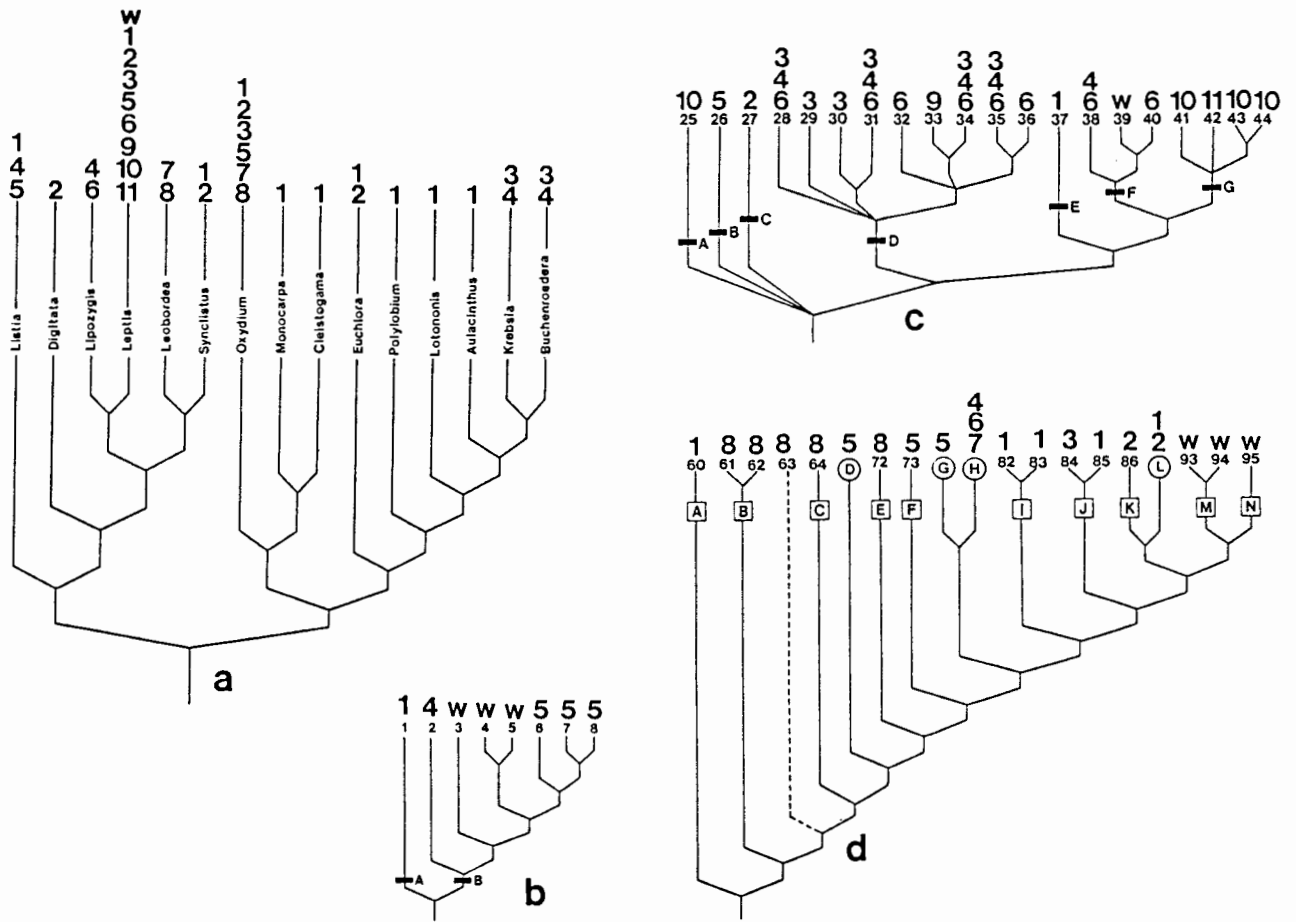 w
1
2
3
5
6
9
10
11
1
4
5
2
4
6
7
8
1
2
1
2
3
5
7
8
1
1
1
2
1
1
1
3
4
3
4
Listia
Digitata
Lipozygis
Leptis
Leobordea
Synclistus
Oxydium
Monocarpa
Cleistogama
Euchlora
Polylobium
Lotononis
Aulacinthus
Krebsia
Buchenroedera
a
1 4 w w w 5 5 5
1 2 3 4 5 6 7 8
A B
b
3 3 3 3
4 4 4 4 4
10 5 2 6 3 3 6 6 9 6 6 6 1 6 w 6 10 11 10 10
25 26 27 28 29 30 31 32 33 34 35 36 37 38 39 40 41 42 43 44
A B C D E F G
c
4
6 1
1 8 8 8 8 5 8 5 5 7 1 1 3 1 2 2 w w w
60 61 62 63 64 D 72 73 G H 82 83 84 85 86 L 93 94 95
A B C E F I J K M N
d